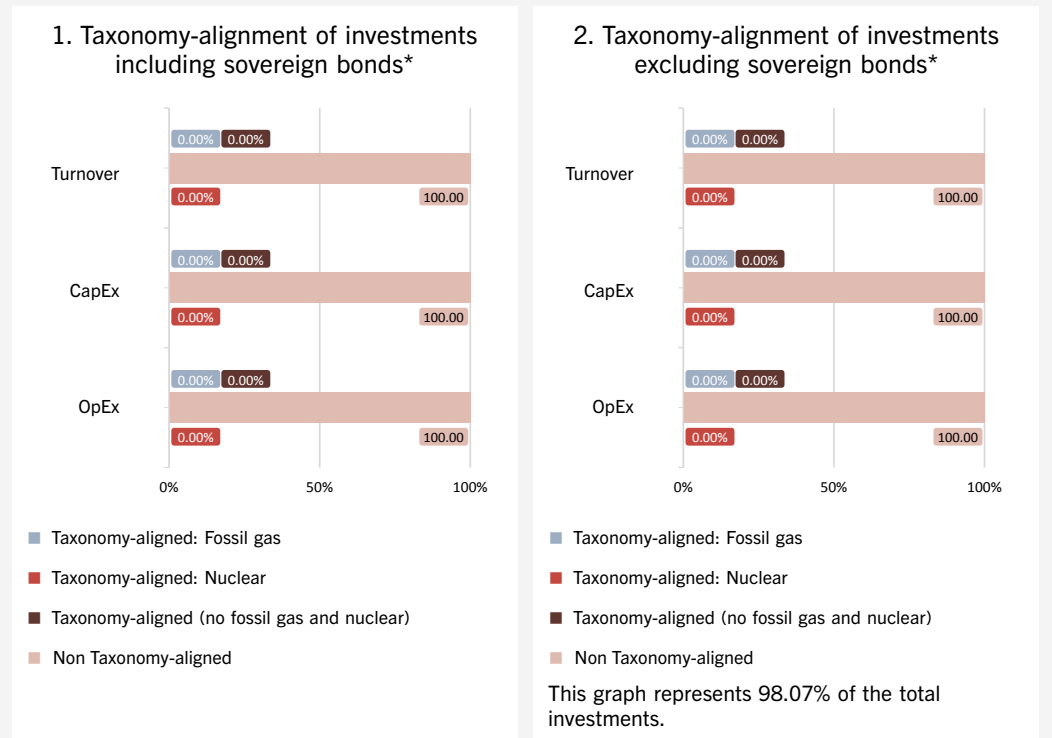 1. Taxonomy-alignment of investments
including sovereign bonds*
0.00% 0.00%
Turnover
0.00% 100.00
0.00% 0.00%
CapEx
0.00% 100.00
0.00% 0.00%
OpEx
0.00% 100.00
0% 50% 100%
Taxonomy-aligned: Fossil gas
Taxonomy-aligned: Nuclear
Taxonomy-aligned (no fossil gas and nuclear)
Non Taxonomy-aligned
2. Taxonomy-alignment of investments
excluding sovereign bonds*
0.00% 0.00%
Turnover
0.00% 100.00
0.00% 0.00%
CapEx
0.00% 100.00
0.00% 0.00%
OpEx
0.00% 100.00
0% 50% 100%
Taxonomy-aligned: Fossil gas
Taxonomy-aligned: Nuclear
Taxonomy-aligned (no fossil gas and nuclear)
Non Taxonomy-aligned
This graph represents 98.07% of the total
investments.